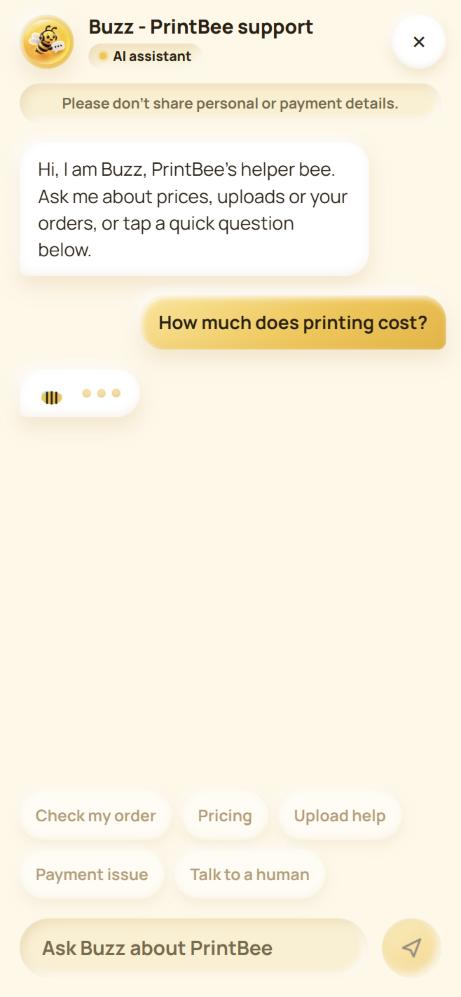 Buzz - PrintBee support
AI assistant
Please don't share personal or payment details.
Hi, I am Buzz, PrintBee's helper bee.
Ask me about prices, uploads or your
orders, or tap a quick question
below.
How much does printing cost?
Check my order
Pricing
Upload help
Payment issue
Talk to a human
Ask Buzz about PrintBee